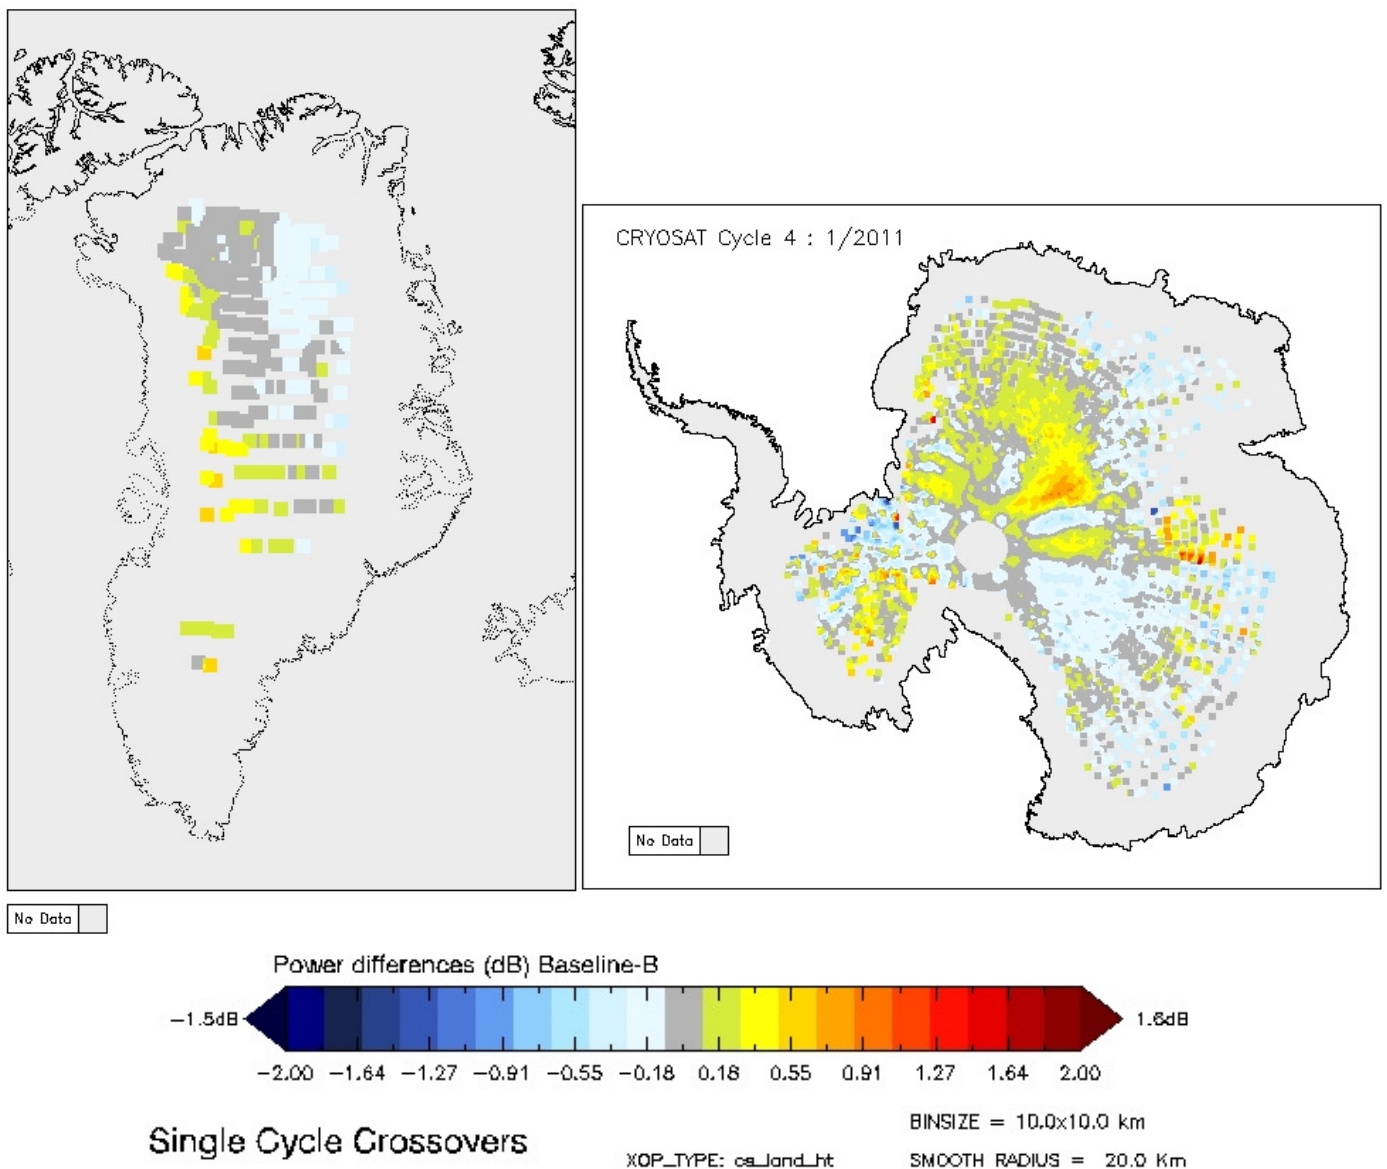 CRYOSAT Cycle 4 : 1/2011
No Data
No Data
Power differences (dB) Baseline-B
−1.5dB
1.6dB
−2.00 −1.64 −1.27 −0.91 −0.55 −0.18 0.18 0.55 0.91 1.27 1.64 2.00
Single Cycle Crossovers
BINSIZE = 10.0x10.0 km
XOP_TYPE: cs_land_ht
SMOOTH RADIUS = 20.0 Km